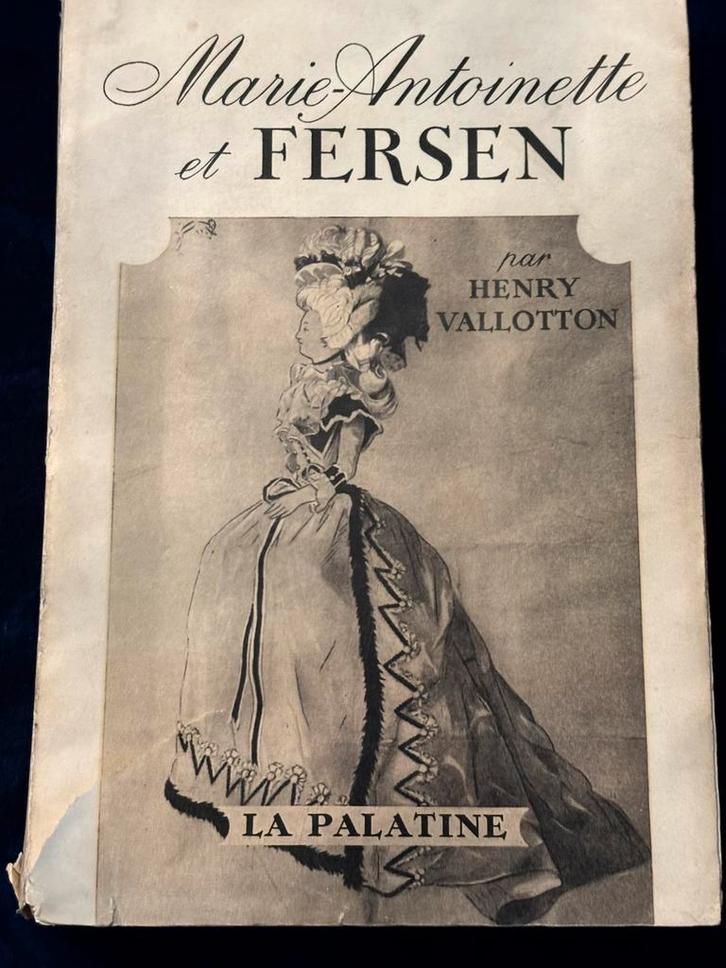 Marie-Antoinette
et FERSEN
par
HENRY
VALLOTTON
LA PALATINE